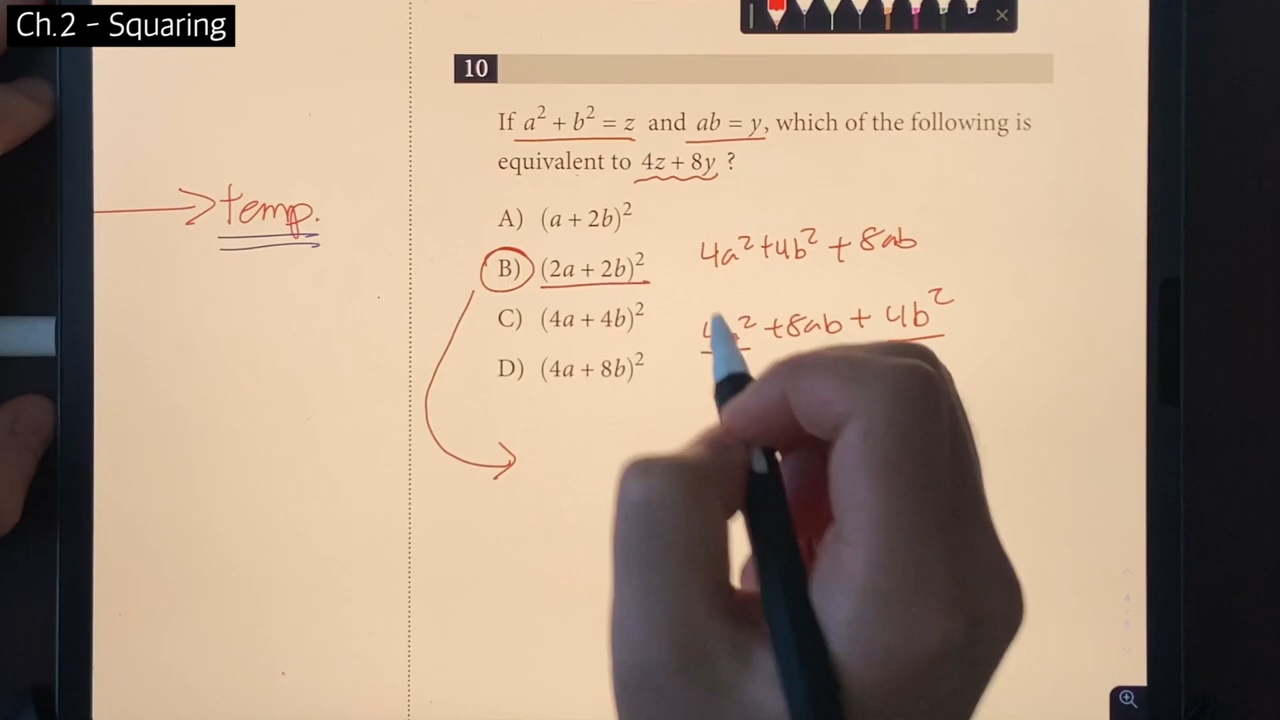 Ch.2 - Squaring
10
If a² + b² = z and ab = y, which of the following is
equivalent to 4z + 8y ?
A) (a + 2b)²
B) (2a + 2b)²
C) (4a + 4b)²
D) (4a + 8b)²
temp.
4a² + 4b² + 8ab
+ 8ab + 4b²